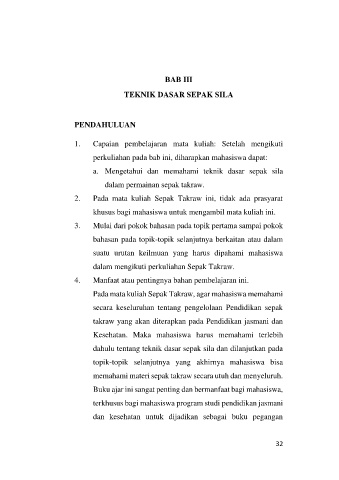 BAB III
TEKNIK DASAR SEPAK SILA
PENDAHULUAN
1. Capaian pembelajaran mata kuliah: Setelah mengikuti
perkuliahan pada bab ini, diharapkan mahasiswa dapat:
a. Mengetahui dan memahami teknik dasar sepak sila
dalam permainan sepak takraw.
2. Pada mata kuliah Sepak Takraw ini, tidak ada prasyarat
khusus bagi mahasiswa untuk mengambil mata kuliah ini.
3. Mulai dari pokok bahasan pada topik pertama sampai pokok
bahasan pada topik-topik selanjutnya berkaitan atau dalam
suatu urutan keilmuan yang harus dipahami mahasiswa
dalam mengikuti perkuliahan Sepak Takraw.
4. Manfaat atau pentingnya bahan pembelajaran ini.
Pada mata kuliah Sepak Takraw, agar mahasiswa memahami
secara keseluruhan tentang pengelolaan Pendidikan sepak
takraw yang akan diterapkan pada Pendidikan jasmani dan
Kesehatan. Maka mahasiswa harus memahami terlebih
dahulu tentang teknik dasar sepak sila dan dilanjutkan pada
topik-topik selanjutnya yang akhirnya mahasiswa bisa
memahami materi sepak takraw secara utuh dan menyeluruh.
Buku ajar ini sangat penting dan bermanfaat bagi mahasiswa,
terkhusus bagi mahasiswa program studi pendidikan jasmani
dan kesehatan untuk dijadikan sebagai buku pegangan
32